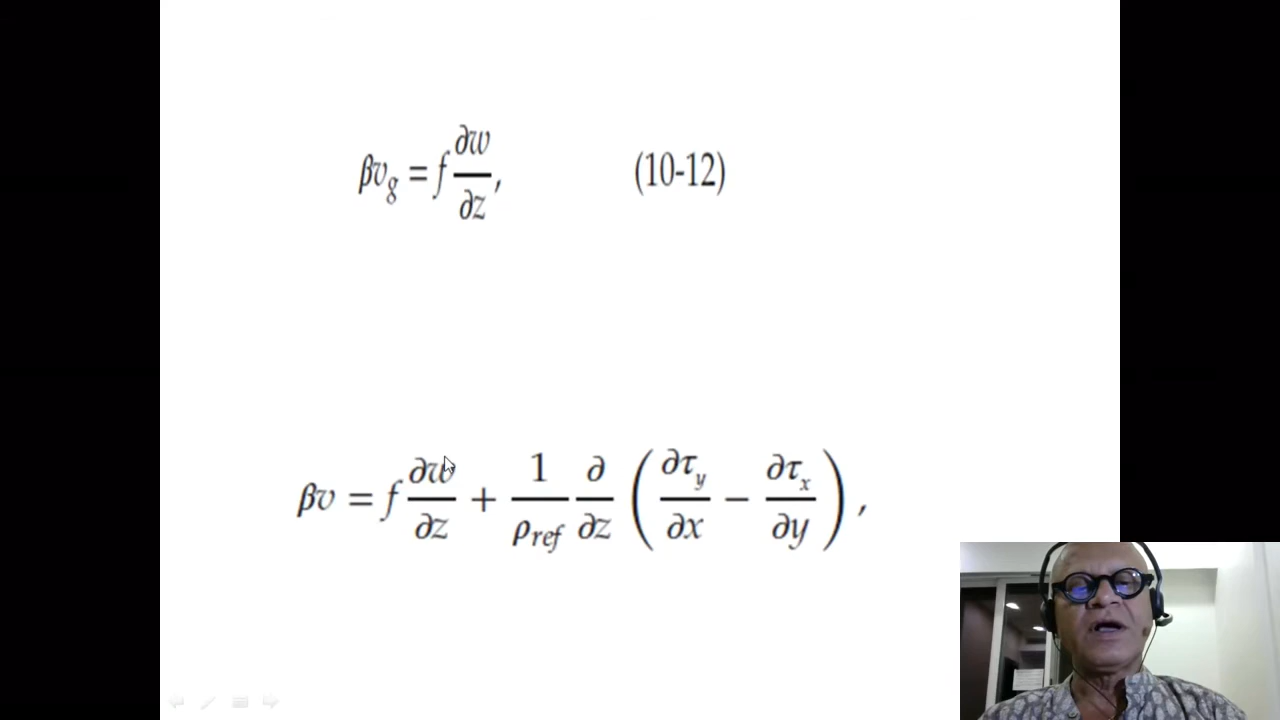 βv_g = f ∂w/∂z, (10-12)
βv = f ∂w/∂z + 1/ρ_ref ∂/∂z (∂τ_y/∂x − ∂τ_x/∂y),